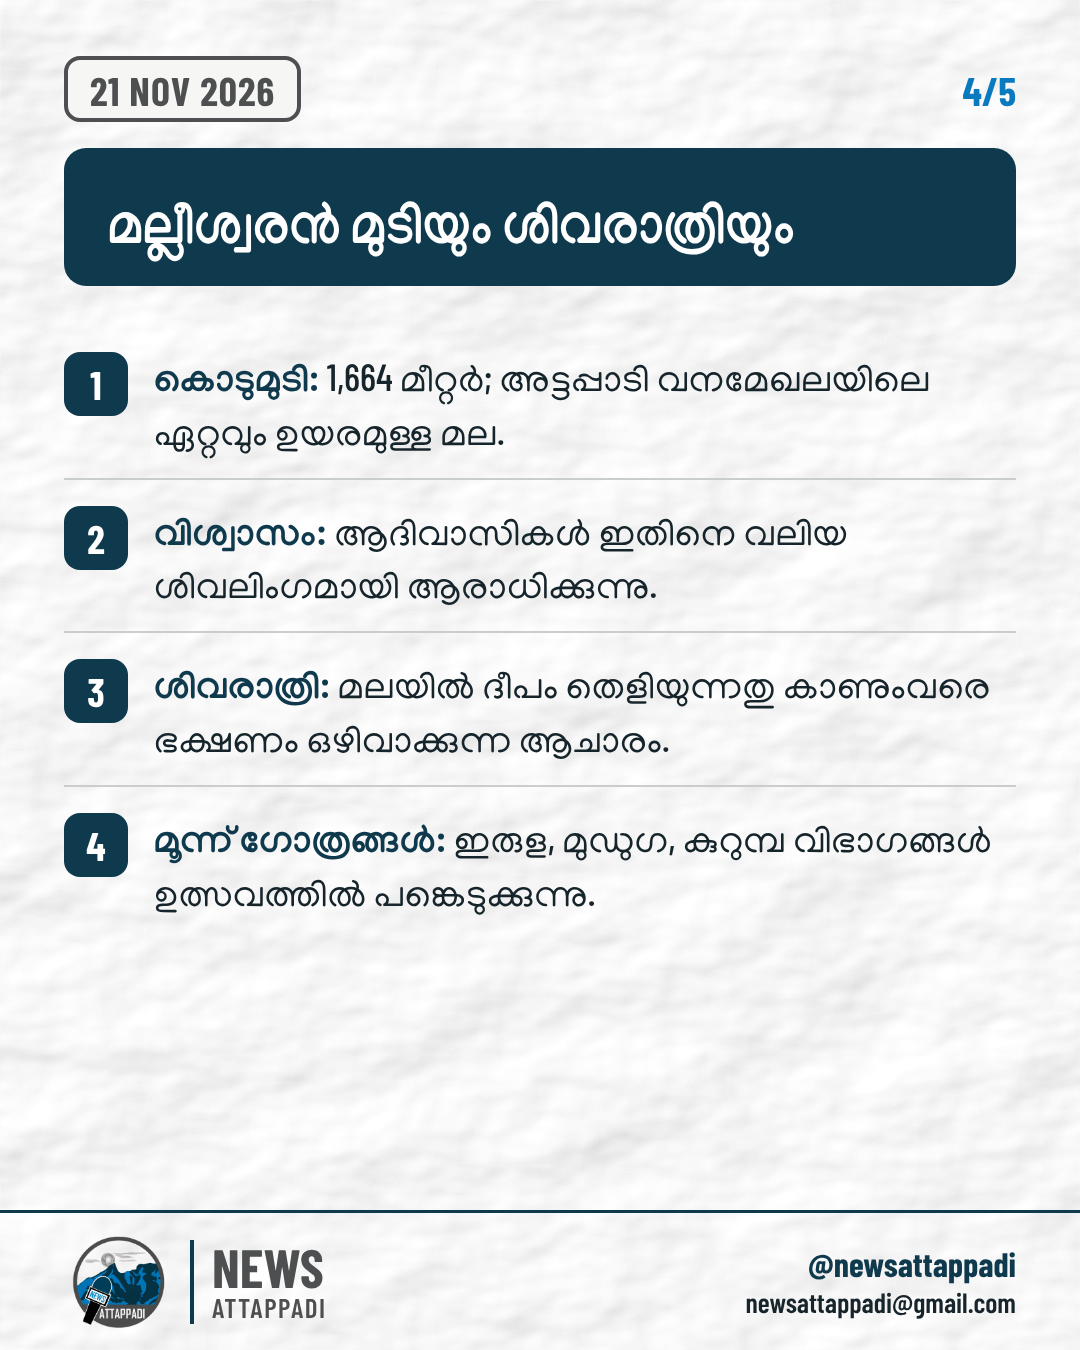 21 NOV 2026
4/5
മല്ലീശ്വരൻ മുടിയും ശിവരാത്രിയും
1
കൊടുമുടി: 1,664 മീറ്റർ; അട്ടപ്പാടി വനമേഖലയിലെ
ഏറ്റവും ഉയരമുള്ള മല.
2
വിശ്വാസം: ആദിവാസികൾ ഇതിനെ വലിയ
ശിവലിംഗമായി ആരാധിക്കുന്നു.
3
ശിവരാത്രി: മലയിൽ ദീപം തെളിയുന്നതു കാണുംവരെ
ഭക്ഷണം ഒഴിവാക്കുന്ന ആചാരം.
4
മൂന്ന് ഗോത്രങ്ങൾ: ഇരുള, മുഡുഗ, കുറുമ്പ വിഭാഗങ്ങൾ
ഉത്സവത്തിൽ പങ്കെടുക്കുന്നു.
NEWS
ATTAPPADI
NEWS
ATTAPPADI
@newsattappadi
newsattappadi@gmail.com